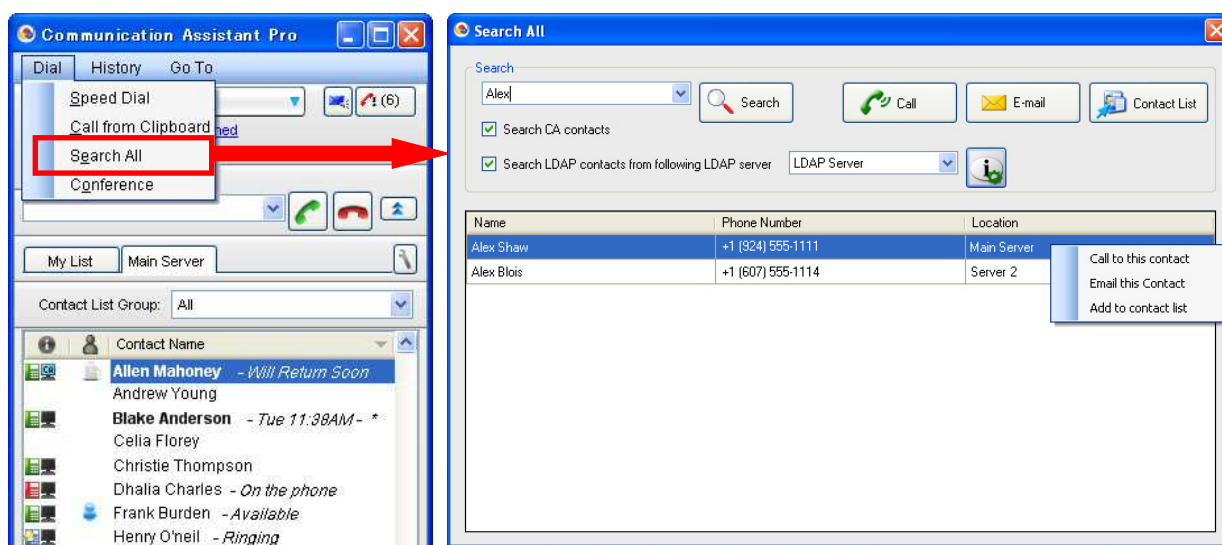 Communication Assistant Pro
Dial History Go To
Speed Dial
(6)
Call from Clipboard
Search All
Conference
My List Main Server
Contact List Group: All
Contact Name
Allen Mahoney - Will Return Soon
Andrew Young
Blake Anderson - Tue 11:38AM - *
Celia Florey
Christie Thompson
Dhalia Charles - On the phone
Frank Burden - Available
Henry O'neil - Ringing
Search All
Search
Alex Search Call E-mail Contact List
Search CA contacts
Search LDAP contacts from following LDAP server LDAP Server
Name Phone Number Location
Alex Shaw +1 (924) 555-1111 Main Server
Alex Blois +1 (607) 555-1114 Server 2
Call to this contact
Email this Contact
Add to contact list